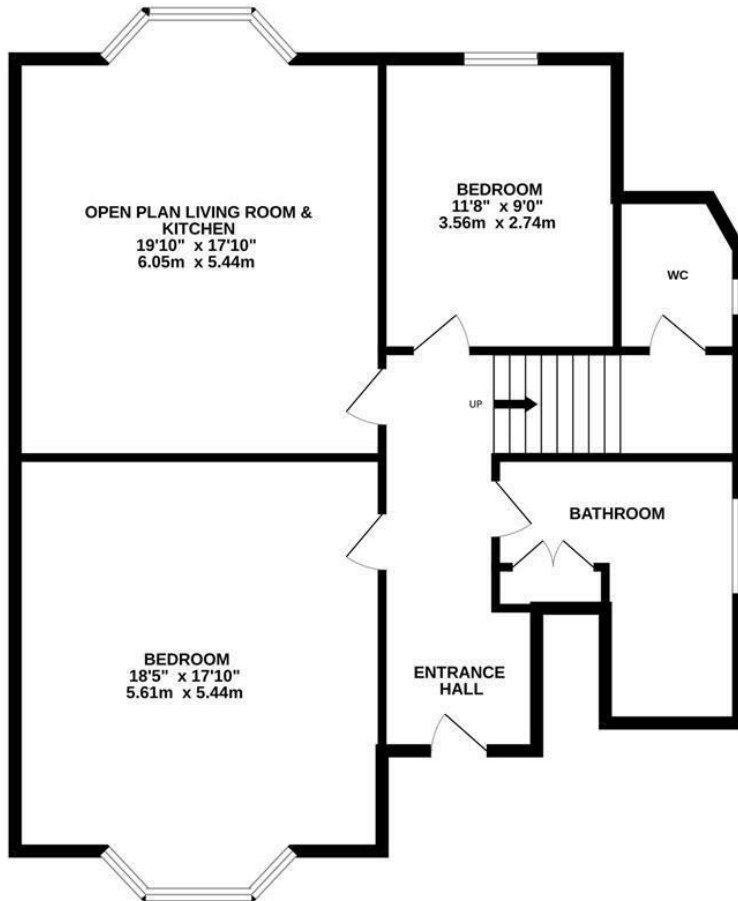 OPEN PLAN LIVING ROOM &
KITCHEN
19'10" x 17'10"
6.05m x 5.44m
BEDROOM
11'8" x 9'0"
3.56m x 2.74m
WC
UP
BATHROOM
BEDROOM
18'5" x 17'10"
5.61m x 5.44m
ENTRANCE
HALL